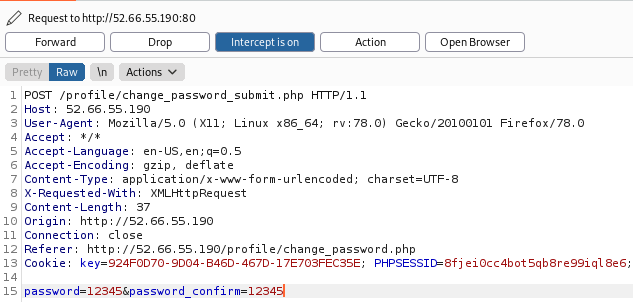 Request to http://52.66.55.190:80
Forward Drop Intercept is on Action Open Browser
Pretty Raw \n Actions
1 POST /profile/change_password_submit.php HTTP/1.1
2 Host: 52.66.55.190
3 User-Agent: Mozilla/5.0 (X11; Linux x86_64; rv:78.0) Gecko/20100101 Firefox/78.0
4 Accept: */*
5 Accept-Language: en-US,en;q=0.5
6 Accept-Encoding: gzip, deflate
7 Content-Type: application/x-www-form-urlencoded; charset=UTF-8
8 X-Requested-With: XMLHttpRequest
9 Content-Length: 37
10 Origin: http://52.66.55.190
11 Connection: close
12 Referer: http://52.66.55.190/profile/change_password.php
13 Cookie: key=924F0D70-9D04-B46D-467D-17E703FEC35E; PHPSESSID=8fjei0cc4bot5qb8re99iql8e6;
14
15 password=12345&password_confirm=12345